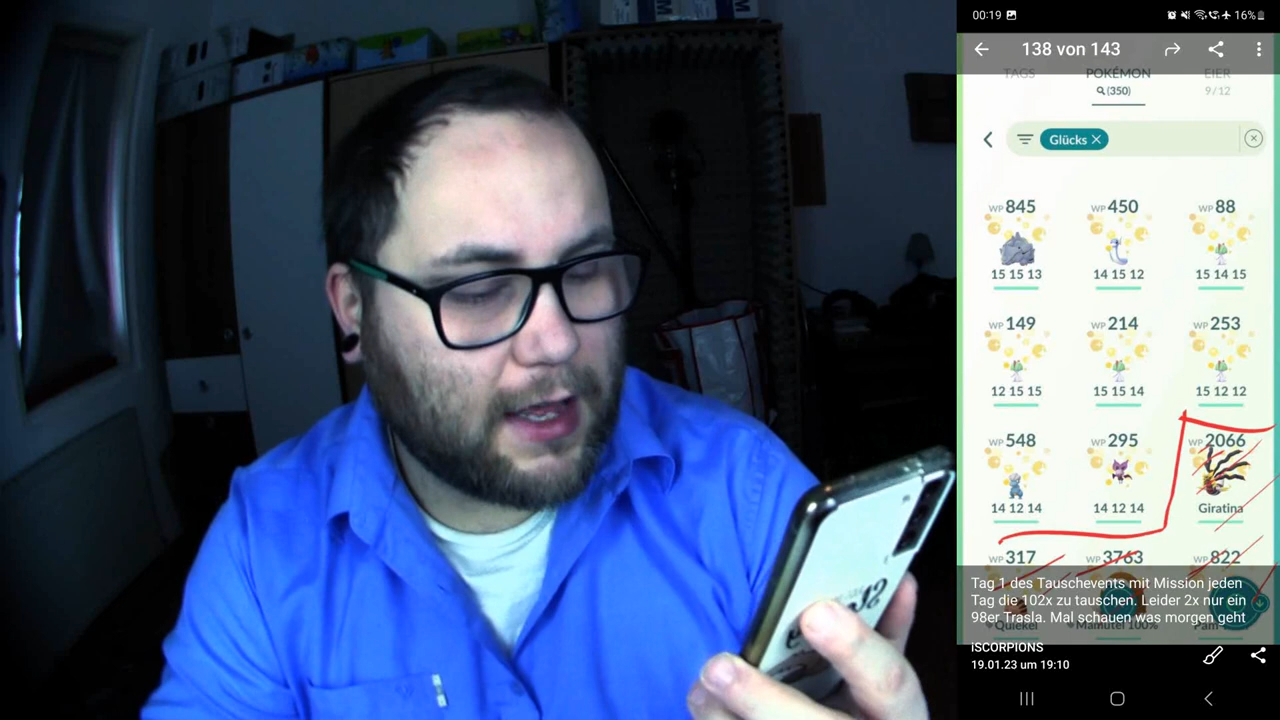 00:19
16%
138 von 143
TAGS
POKÉMON
EIER
(350)
9/12
Glücks
WP 845
WP 450
WP 88
15 15 13
14 15 12
15 14 15
WP 149
WP 214
WP 253
12 15 15
15 15 14
15 12 12
WP 548
WP 295
WP 2066
14 12 14
14 12 14
Giratina
WP 317
WP 3763
WP 822
Tag 1 des Tauschevents mit Mission jeden
Tag die 102x zu tauschen. Leider 2x nur ein
98er Trasla. Mal schauen was morgen geht
Quiekel
Mamutel 100%
Pam
ISCORPIONS
19.01.23 um 19:10